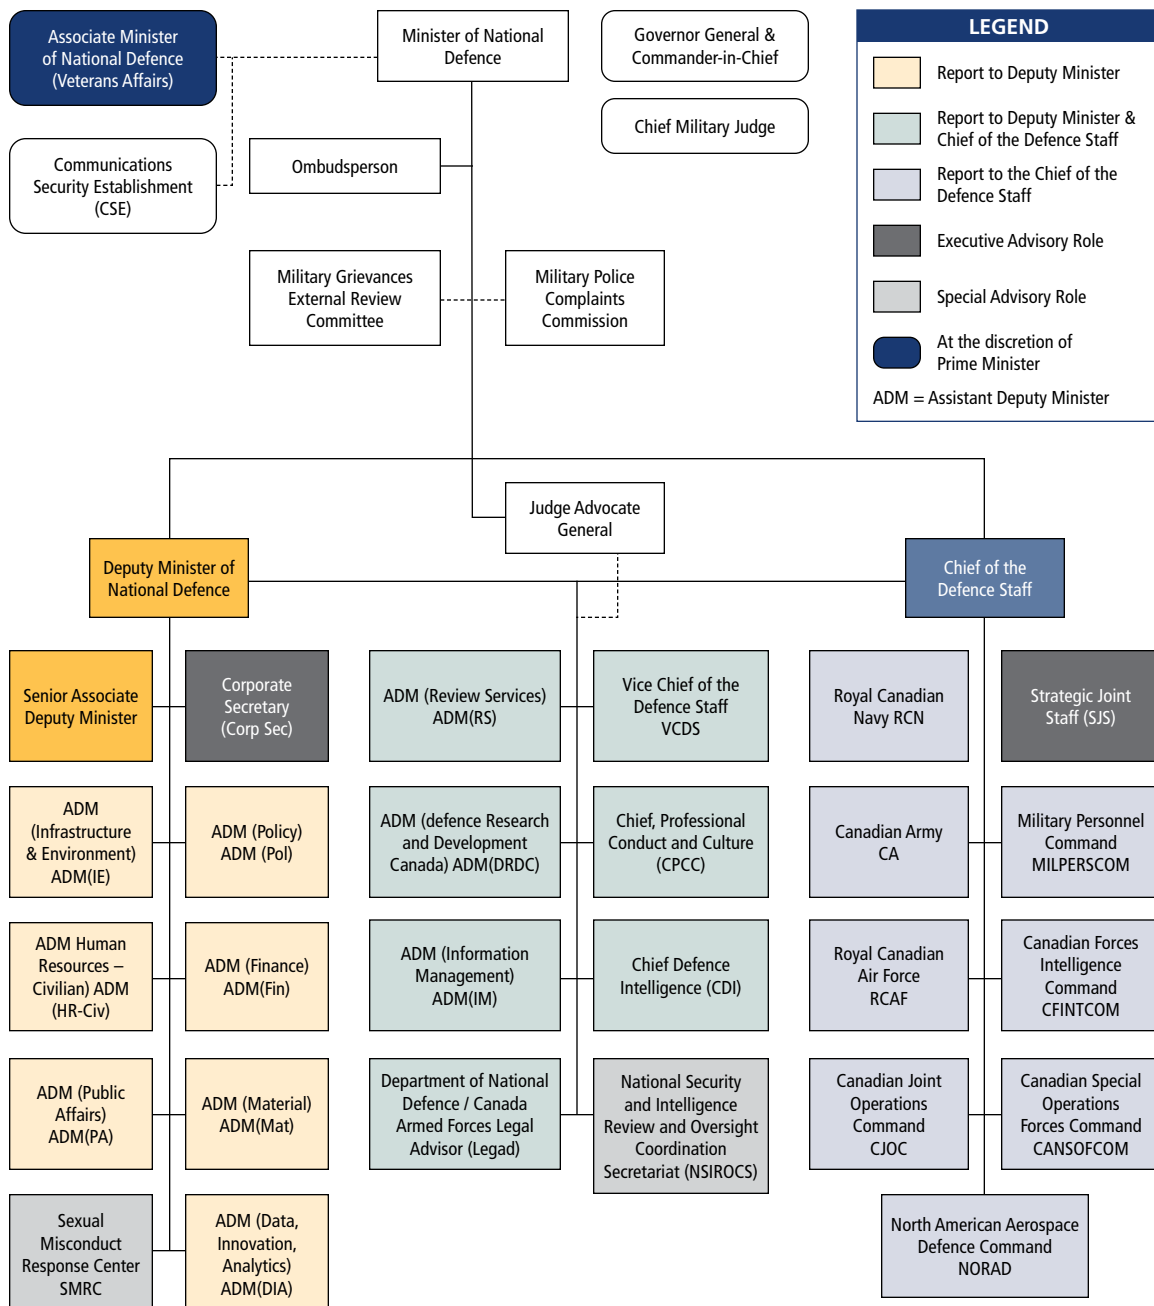 Associate Minister
of National Defence
(Veterans Affairs)
Minister of National
Defence
Governor General &
Commander-in-Chief
Chief Military Judge
Communications
Security Establishment
(CSE)
Ombudsperson
Military Grievances
External Review
Committee
Military Police
Complaints
Commission
LEGEND
Report to Deputy Minister
Report to Deputy Minister &
Chief of the Defence Staff
Report to the Chief of the
Defence Staff
Executive Advisory Role
Special Advisory Role
At the discretion of
Prime Minister
ADM = Assistant Deputy Minister
Judge Advocate
General
Deputy Minister of
National Defence
Chief of the
Defence Staff
Senior Associate
Deputy Minister
Corporate
Secretary
(Corp Sec)
ADM (Review Services)
ADM(RS)
Vice Chief of the
Defence Staff
VCDS
Royal Canadian
Navy RCN
Strategic Joint
Staff (SJS)
ADM
(Infrastructure
& Environment)
ADM(IE)
ADM (Policy)
ADM (Pol)
ADM (defence Research
and Development
Canada) ADM(DRDC)
Chief, Professional
Conduct and Culture
(CPCC)
Canadian Army
CA
Military Personnel
Command
MILPERSCOM
ADM Human
Resources –
Civilian) ADM
(HR-Civ)
ADM (Finance)
ADM(Fin)
ADM (Information
Management)
ADM(IM)
Chief Defence
Intelligence (CDI)
Royal Canadian
Air Force
RCAF
Canadian Forces
Intelligence
Command
CFINTCOM
ADM (Public
Affairs)
ADM(PA)
ADM (Material)
ADM(Mat)
Department of National
Defence / Canada
Armed Forces Legal
Advisor (Legad)
National Security
and Intelligence
Review and Oversight
Coordination
Secretariat (NSIROCS)
Canadian Joint
Operations
Command
CJOC
Canadian Special
Operations
Forces Command
CANSOFCOM
Sexual
Misconduct
Response Center
SMRC
ADM (Data,
Innovation,
Analytics)
ADM(DIA)
North American Aerospace
Defence Command
NORAD